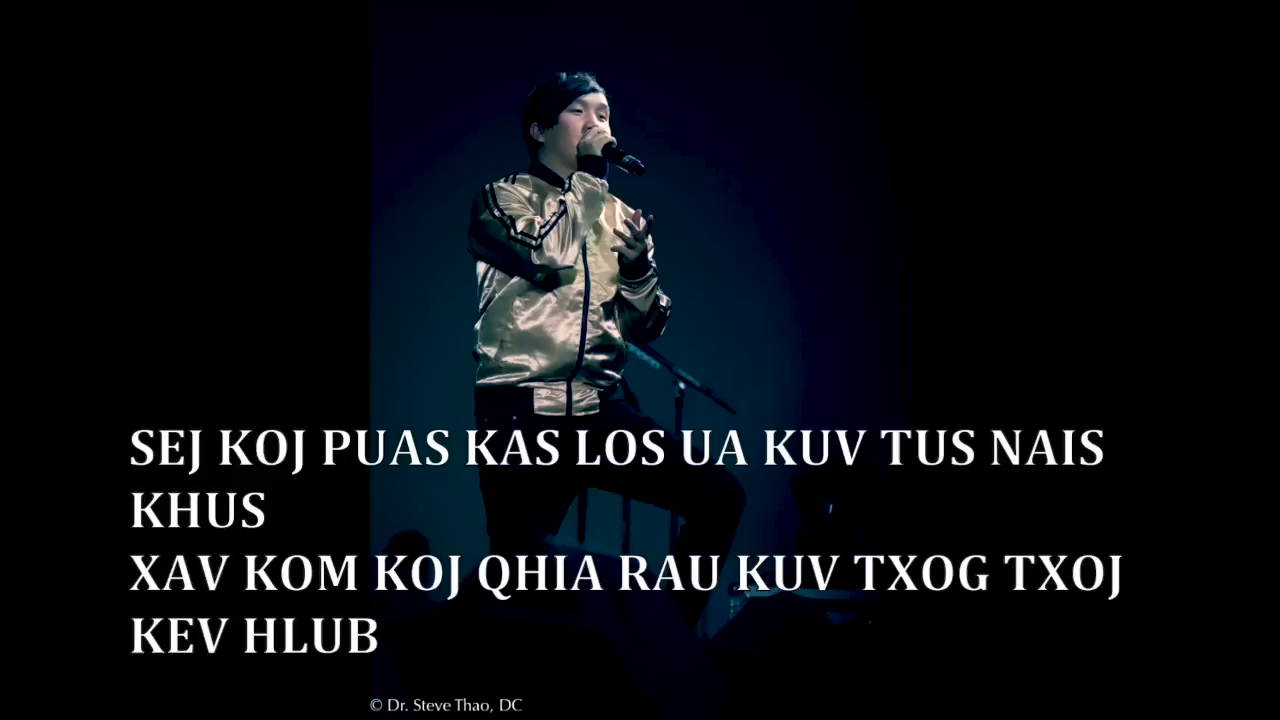 SEJ KOJ PUAS KAS LOS UA KUV TUS NAIS
KHUS
XAV KOM KOJ QHIA RAU KUV TXOG TXOJ
KEV HLUB
© Dr. Steve Thao, DC